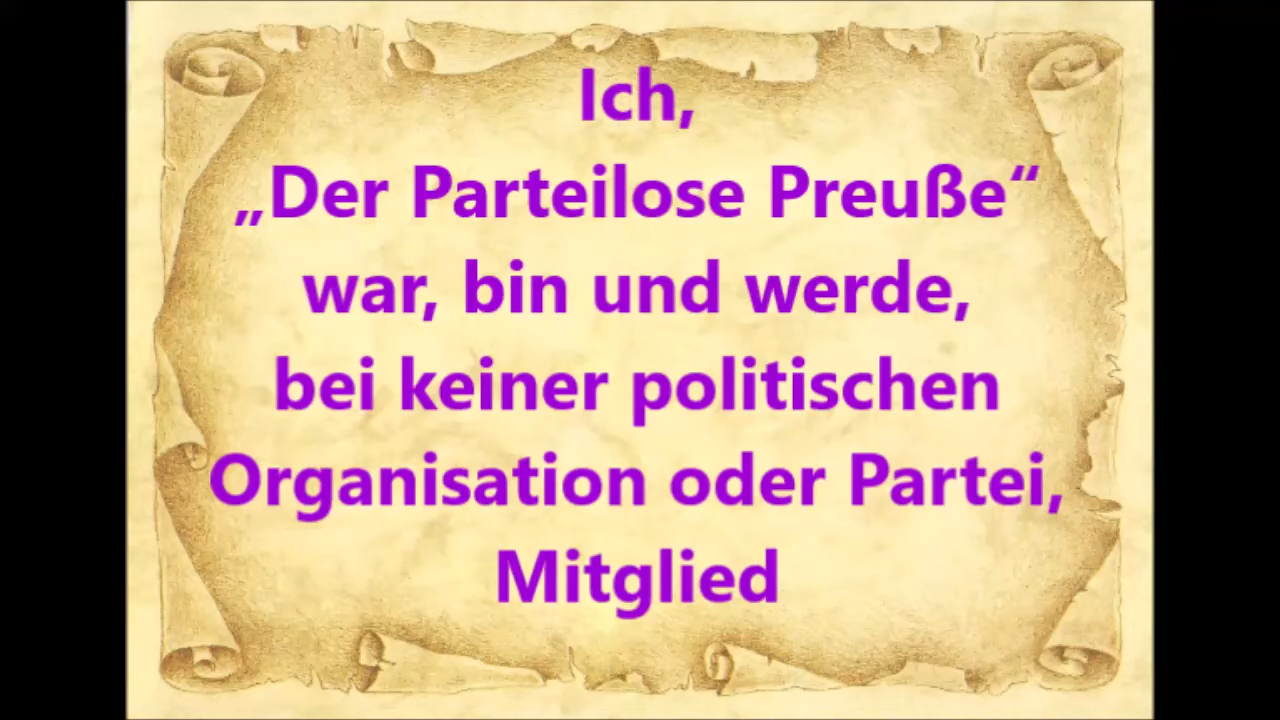 Ich,
„Der Parteilose Preuße“
war, bin und werde,
bei keiner politischen
Organisation oder Partei,
Mitglied